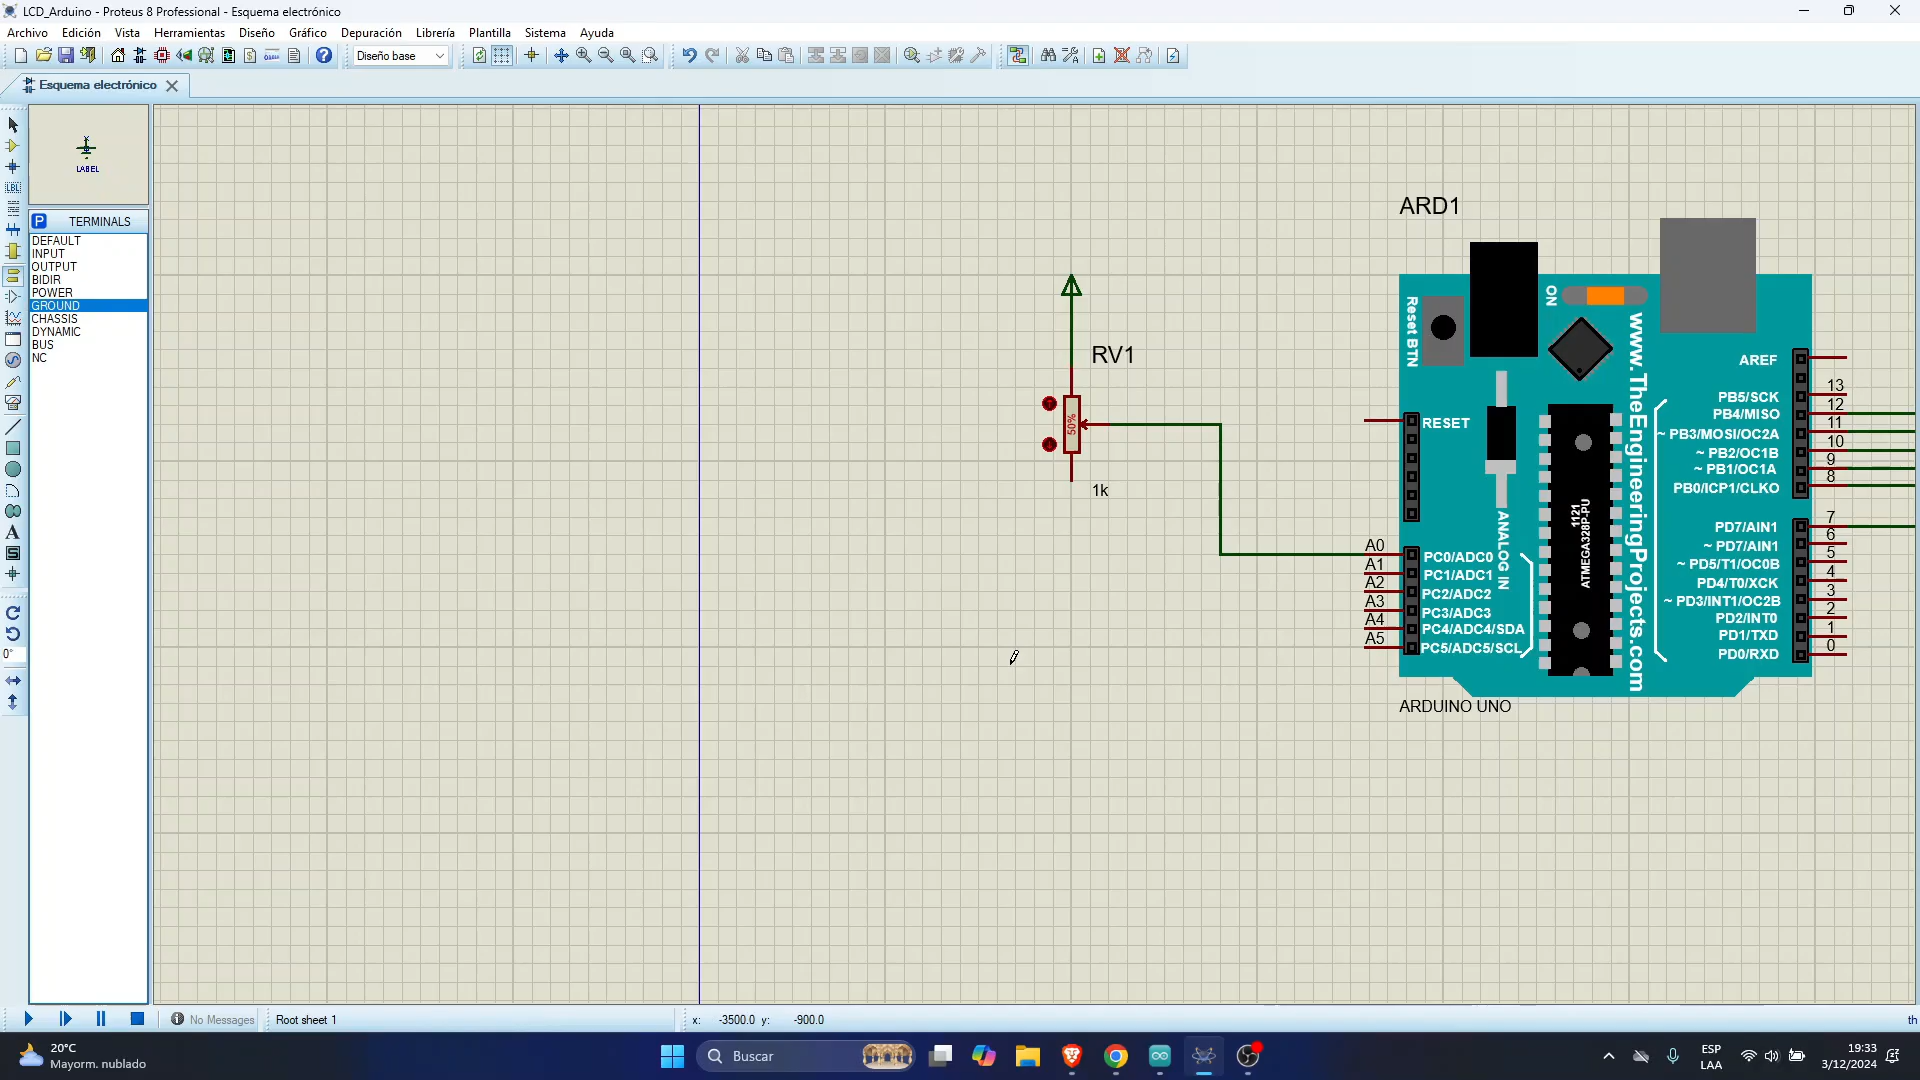 LCD_Arduino - Proteus 8 Professional - Esquema electrónico
Archivo Edición Vista Herramientas Diseño Gráfico Depuración Librería Plantilla Sistema Ayuda
Diseño base
Esquema electrónico
LABEL
P TERMINALS
DEFAULT
INPUT
OUTPUT
BIDIR
POWER
GROUND
CHASSIS
DYNAMIC
BUS
NC
LBL
A
S
0°
RV1
50%
1k
ARD1
Reset BTN
ON
www.TheEngineeringProjects.com
RESET
ANALOG IN
1121
ATMEGA328P-PU
A0 PC0/ADC0
A1 PC1/ADC1
A2 PC2/ADC2
A3 PC3/ADC3
A4 PC4/ADC4/SDA
A5 PC5/ADC5/SCL
AREF
PB5/SCK 13
PB4/MISO 12
~ PB3/MOSI/OC2A 11
~ PB2/OC1B 10
~ PB1/OC1A 9
PB0/ICP1/CLKO 8
PD7/AIN1 7
~ PD7/AIN1 6
~ PD5/T1/OC0B 5
PD4/T0/XCK 4
~ PD3/INT1/OC2B 3
PD2/INT0 2
PD1/TXD 1
PD0/RXD 0
ARDUINO UNO
No Messages
Root sheet 1
x: -3500.0 y: -900.0
th
20°C
Mayorm. nublado
Buscar
ESP
LAA
19:33
3/12/2024